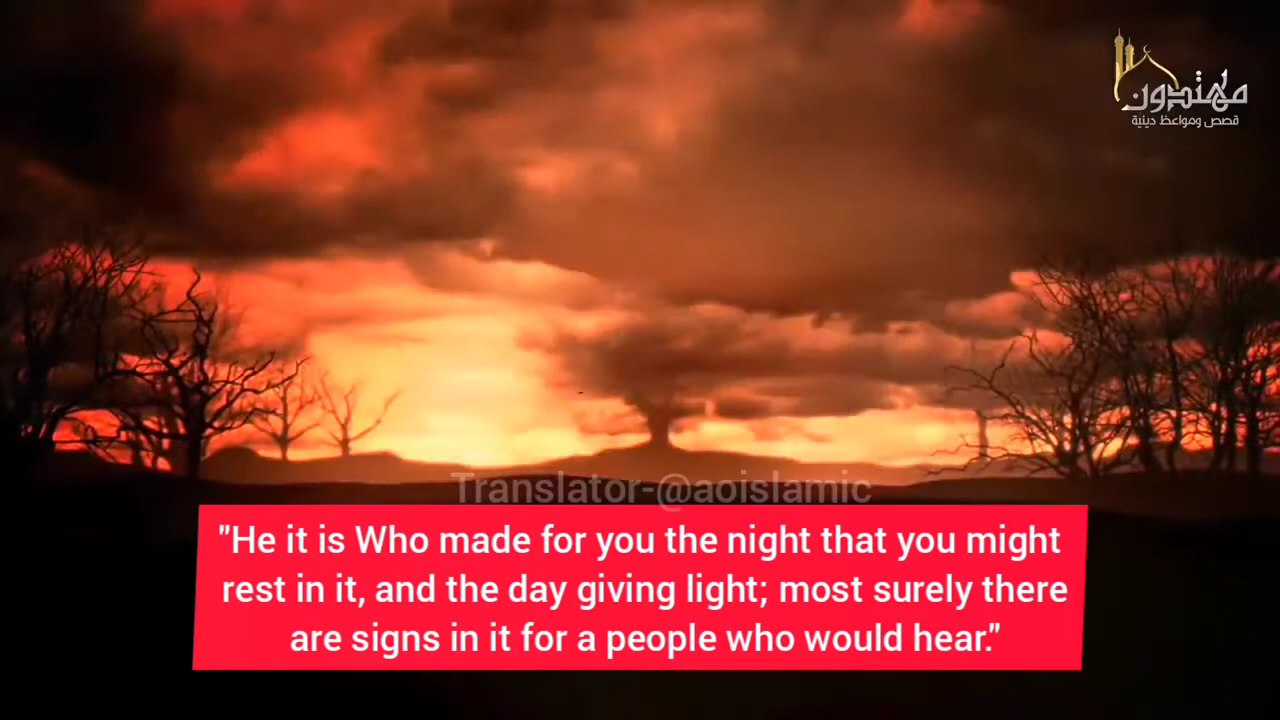 مهتدون
قصص ومواعظ دينية
Translator-@aoislamic
"He it is Who made for you the night that you might
rest in it, and the day giving light; most surely there
are signs in it for a people who would hear."